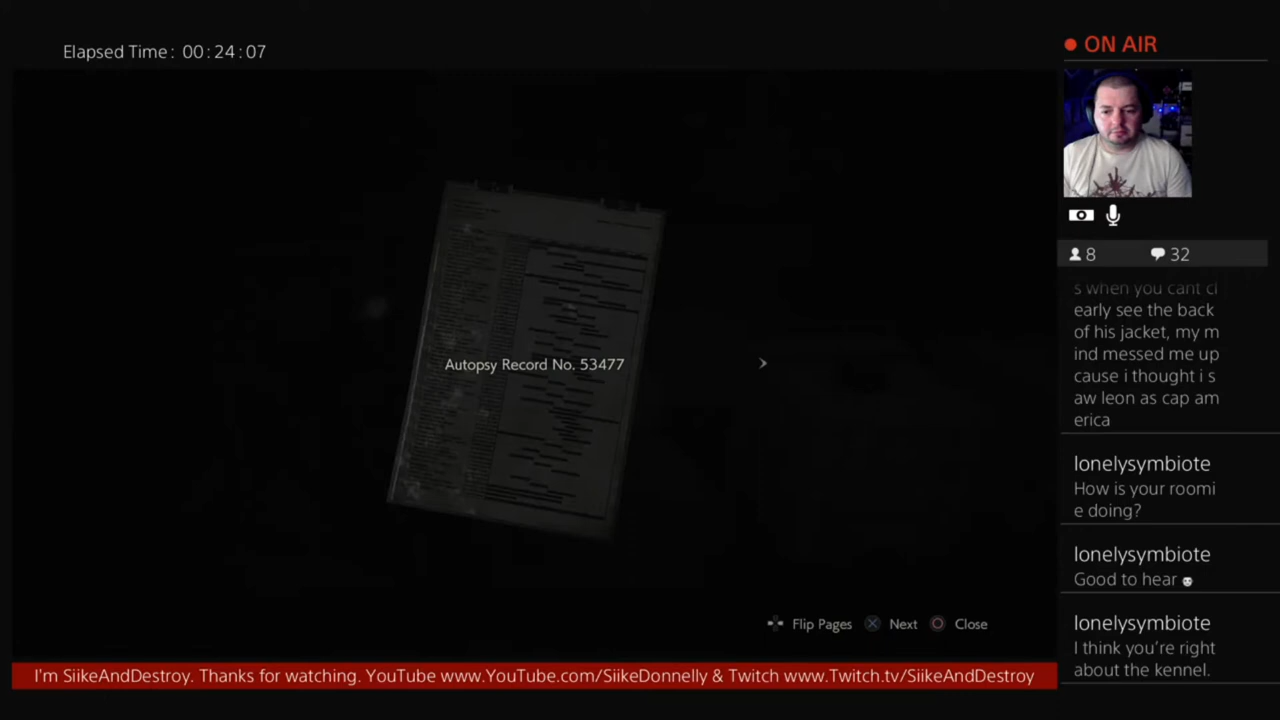 Elapsed Time: 00:24:07
ON AIR
8 32
s when you cant cl
early see the back
of his jacket, my m
ind messed me up
cause i thought i s
aw leon as cap am
erica
lonelysymbiote
How is your roomi
e doing?
lonelysymbiote
Good to hear
lonelysymbiote
I think you're right
about the kennel.
Autopsy Record No. 53477
Flip Pages Next Close
I'm SiikeAndDestroy. Thanks for watching. YouTube www.YouTube.com/SiikeDonnelly & Twitch www.Twitch.tv/SiikeAndDestroy